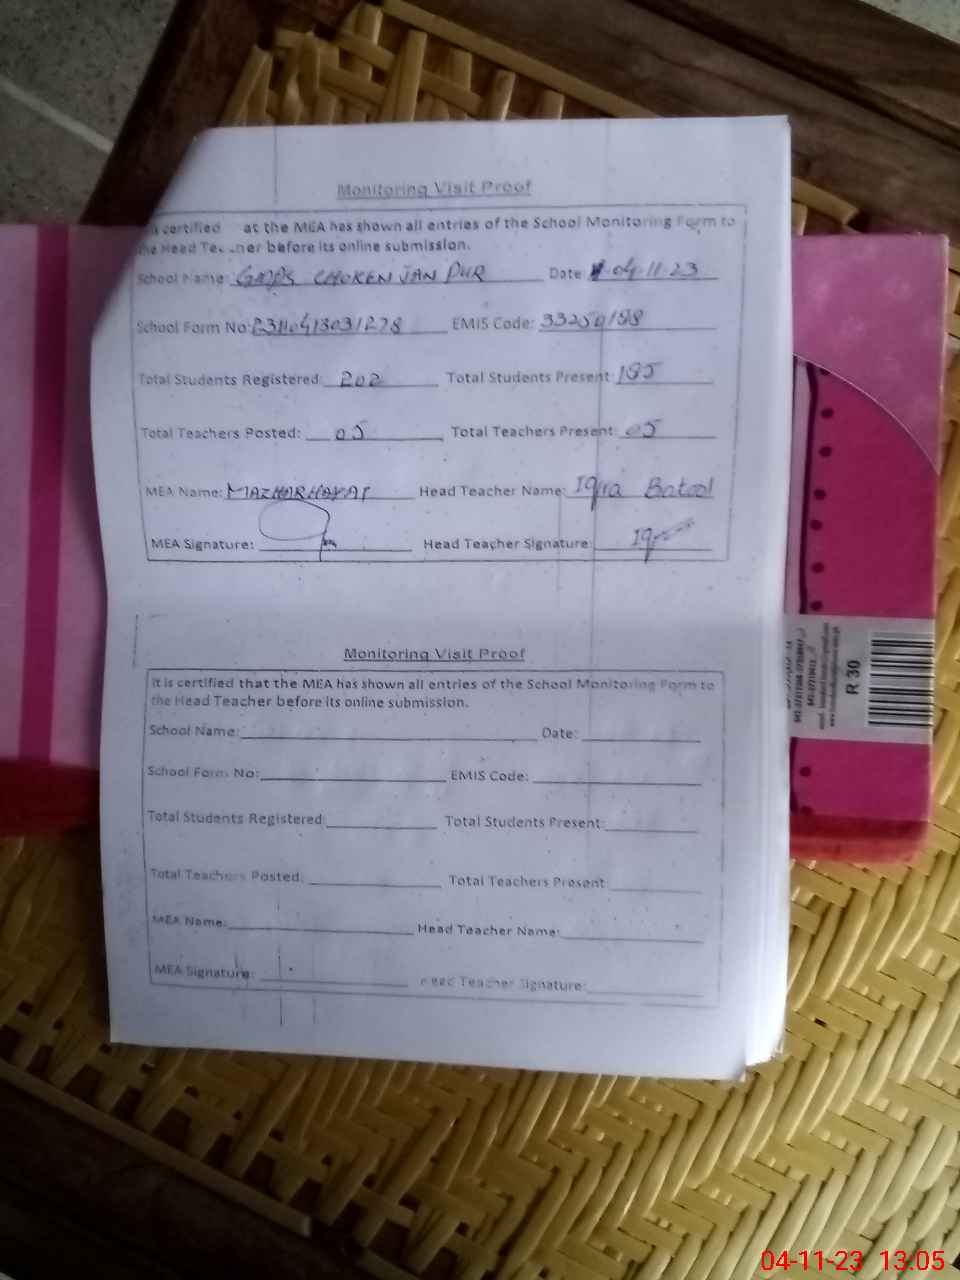 Monitoring Visit Proof
certified at the MEA has shown all entries of the School Monitoring Form to
the Head Teacher before its online submission.
School Name: CHOKEN JAN PUR Date: 04.11.23
School Form No: EMIS Code:
Total Students Registered: 202 Total Students Present: 185
Total Teachers Posted: 05 Total Teachers Present: 05
MEA Name: MAZHAR HAYAT Head Teacher Name: Iqra Batool
MEA Signature: Head Teacher Signature: Iqra
Monitoring Visit Proof
It is certified that the MEA has shown all entries of the School Monitoring Form to
the Head Teacher before its online submission.
School Name: Date:
School Form No: EMIS Code:
Total Students Registered: Total Students Present:
Total Teachers Posted: Total Teachers Present:
MEA Name: Head Teacher Name:
MEA Signature: Head Teacher Signature:
R 30
04-11-23 13.05